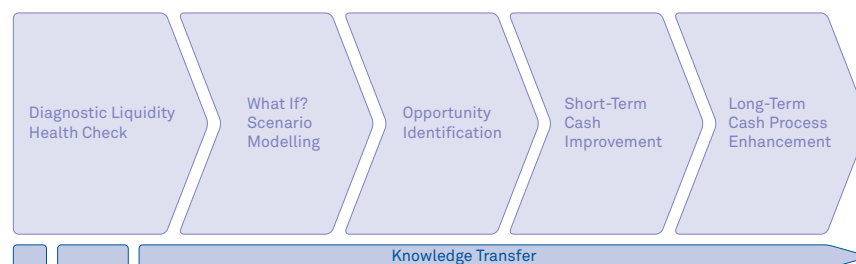 Diagnostic Liquidity
Health Check
What If?
Scenario
Modelling
Opportunity
Identification
Short-Term
Cash
Improvement
Long-Term
Cash Process
Enhancement
Knowledge Transfer